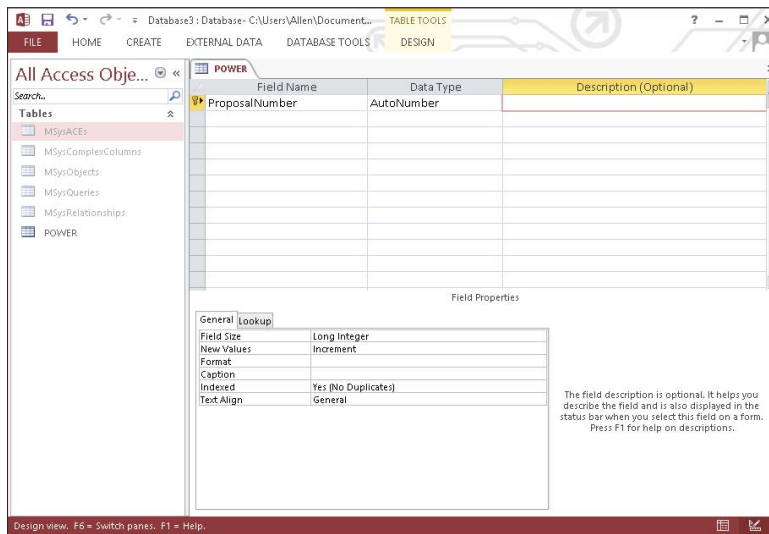 Database3 : Database- C:\Users\Allen\Document...
TABLE TOOLS
?
FILE
HOME
CREATE
EXTERNAL DATA
DATABASE TOOLS
DESIGN
All Access Obje...
Search..
Tables
MSysACEs
MSysComplexColumns
MSysObjects
MSysQueries
MSysRelationships
POWER
POWER
Field Name
Data Type
Description (Optional)
ProposalNumber
AutoNumber
Field Properties
General
Lookup
Field Size
Long Integer
New Values
Increment
Format
Caption
Indexed
Yes (No Duplicates)
Text Align
General
The field description is optional. It helps you
describe the field and is also displayed in the
status bar when you select this field on a form.
Press F1 for help on descriptions.
Design view.  F6 = Switch panes.  F1 = Help.